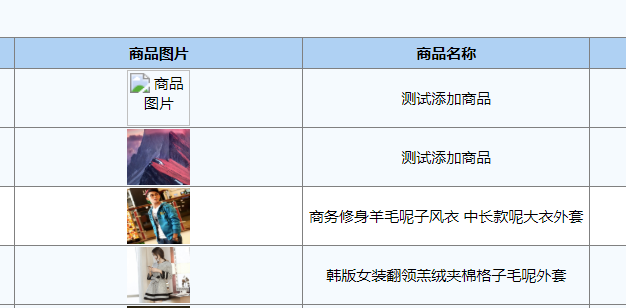 商品图片 商品名称
商品
图片
测试添加商品
测试添加商品
商务修身羊毛呢子风衣 中长款呢大衣外套
韩版女装翻领羔绒夹棉格子毛呢外套